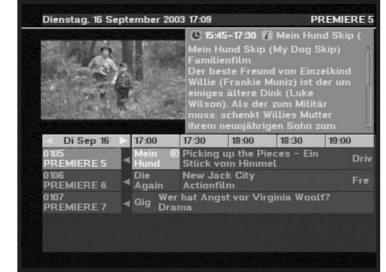 Dienstag. 16 September 2003 17:09 PREMIERE 5
15:45-17:30 i Mein Hund Skip (
Mein Hund Skip (My Dog Skip)
Familienfilm
Der beste Freund von Einzelkind
Willie (Frankie Muniz) ist der um
einiges ältere Dink (Luke
Wilson). Als der zum Militär
muss. schenkt Willies Mutter
ihrem neunjährigen Sohn zum
Di Sep 16 17:00 17:30 18:00 18:30 19:00
0105
PREMIERE 5
Mein ®
Hund
Picking up the Pieces - Ein
Stück vom Himmel
Driv
0106
PREMIERE 6
Die
Again
New Jack City
Actionfilm
Fre
0107
PREMIERE 7
Gig
Wer hat Angst vor Virginia Woolf?
Drama